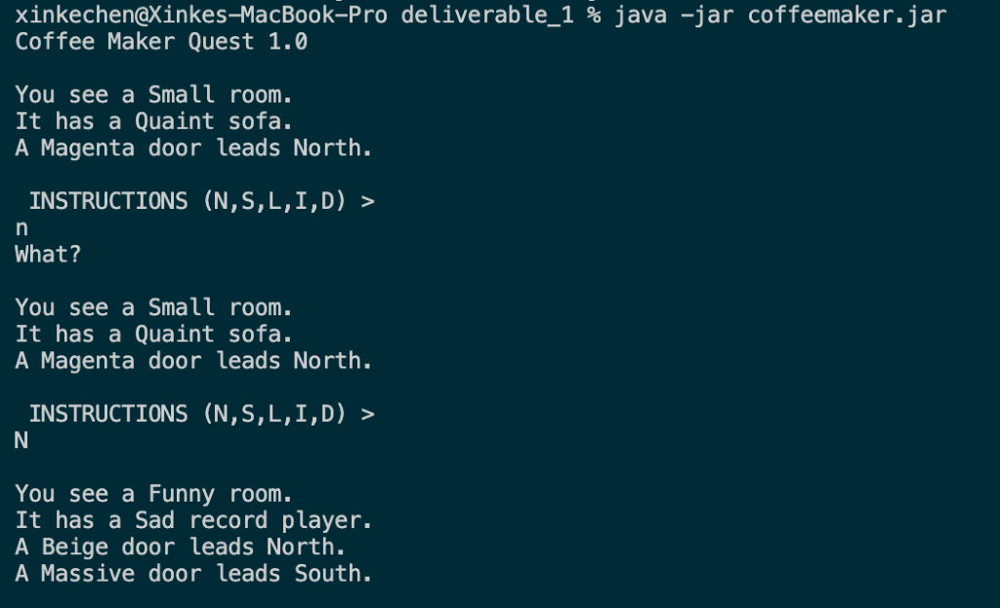 xinkechen@Xinkes-MacBook-Pro deliverable_1 % java -jar coffeemaker.jar
Coffee Maker Quest 1.0
You see a Small room.
It has a Quaint sofa.
A Magenta door leads North.
INSTRUCTIONS (N,S,L,I,D) >
n
What?
You see a Small room.
It has a Quaint sofa.
A Magenta door leads North.
INSTRUCTIONS (N,S,L,I,D) >
N
You see a Funny room.
It has a Sad record player.
A Beige door leads North.
A Massive door leads South.